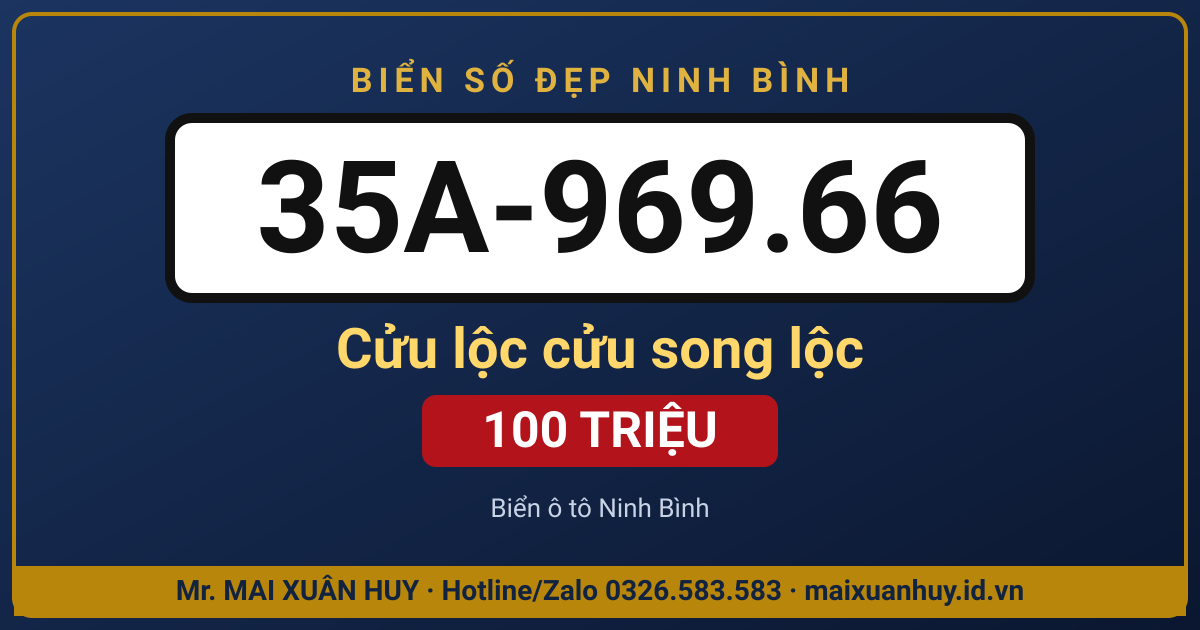 BIỂN SỐ ĐẸP NINH BÌNH
35A-969.66
Cửu lộc cửu song lộc
100 TRIỆU
Biển ô tô Ninh Bình
Mr. MAI XUÂN HUY · Hotline/Zalo 0326.583.583 · maixuanhuy.id.vn